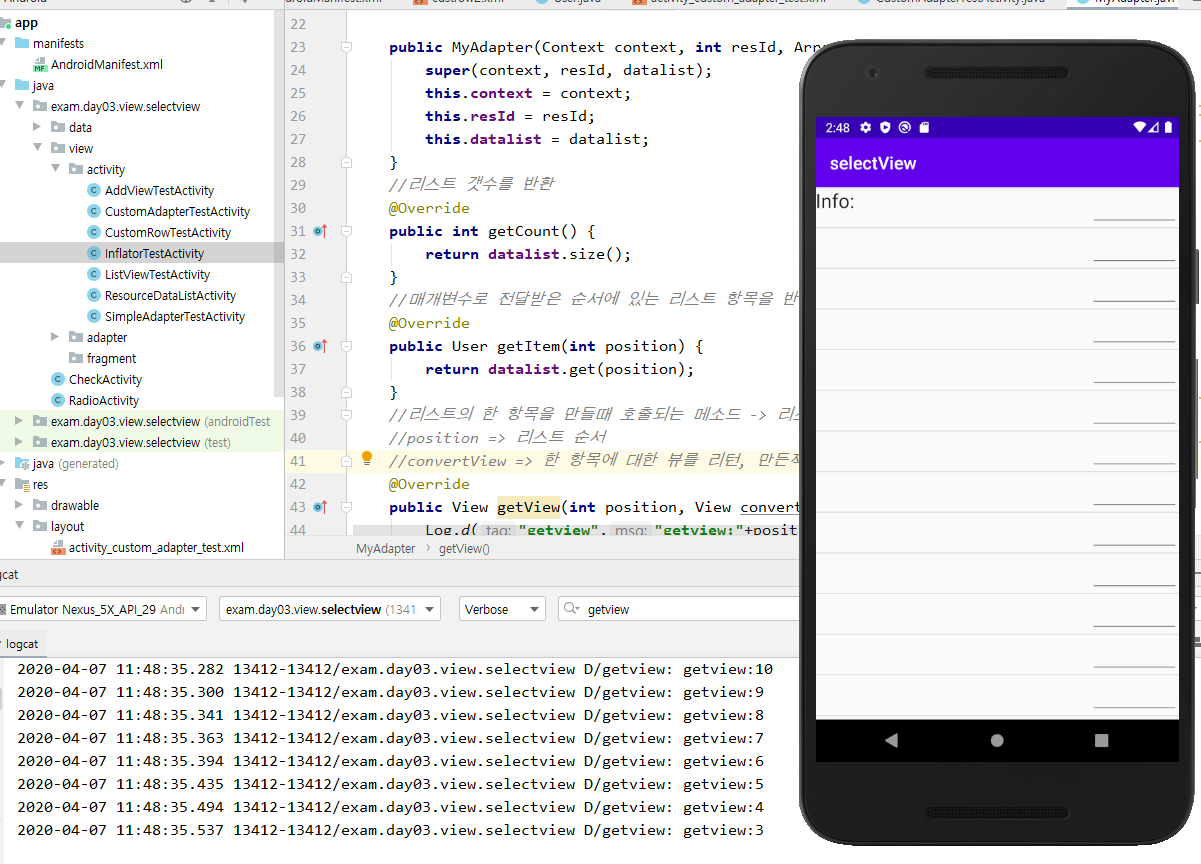 Android
AndroidManifest.xml
custrow2.xml
User.java
activity_custom_adapter_test.xml
CustomAdapterTestActivity.java
MyAdapter.java
app
manifests
AndroidManifest.xml
java
exam.day03.view.selectview
data
view
activity
AddViewTestActivity
CustomAdapterTestActivity
CustomRowTestActivity
InflatorTestActivity
ListViewTestActivity
ResourceDataListActivity
SimpleAdapterTestActivity
adapter
fragment
CheckActivity
RadioActivity
exam.day03.view.selectview (androidTest
exam.day03.view.selectview (test)
java (generated)
res
drawable
layout
activity_custom_adapter_test.xml
22
23 public MyAdapter(Context context, int resId, Arr
24 super(context, resId, datalist);
25 this.context = context;
26 this.resId = resId;
27 this.datalist = datalist;
28 }
29 //리스트 갯수를 반환
30 @Override
31 public int getCount() {
32 return datalist.size();
33 }
34 //매개변수로 전달받은 순서에 있는 리스트 항목을 반
35 @Override
36 public User getItem(int position) {
37 return datalist.get(position);
38 }
39 //리스트의 한 항목을 만들때 호출되는 메소드 -> 리
40 //position => 리스트 순서
41 //convertView => 한 항목에 대한 뷰를 리턴, 만든
42 @Override
43 public View getView(int position, View convert
44 Log.d( tag: "getview", msg: "getview:"+posit
MyAdapter > getView()
2:48
selectView
Info:
gcat
Emulator Nexus_5X_API_29 Andr
exam.day03.view.selectview (1341
Verbose
getview
logcat
2020-04-07 11:48:35.282 13412-13412/exam.day03.view.selectview D/getview: getview:10
2020-04-07 11:48:35.300 13412-13412/exam.day03.view.selectview D/getview: getview:9
2020-04-07 11:48:35.341 13412-13412/exam.day03.view.selectview D/getview: getview:8
2020-04-07 11:48:35.363 13412-13412/exam.day03.view.selectview D/getview: getview:7
2020-04-07 11:48:35.394 13412-13412/exam.day03.view.selectview D/getview: getview:6
2020-04-07 11:48:35.435 13412-13412/exam.day03.view.selectview D/getview: getview:5
2020-04-07 11:48:35.494 13412-13412/exam.day03.view.selectview D/getview: getview:4
2020-04-07 11:48:35.537 13412-13412/exam.day03.view.selectview D/getview: getview:3